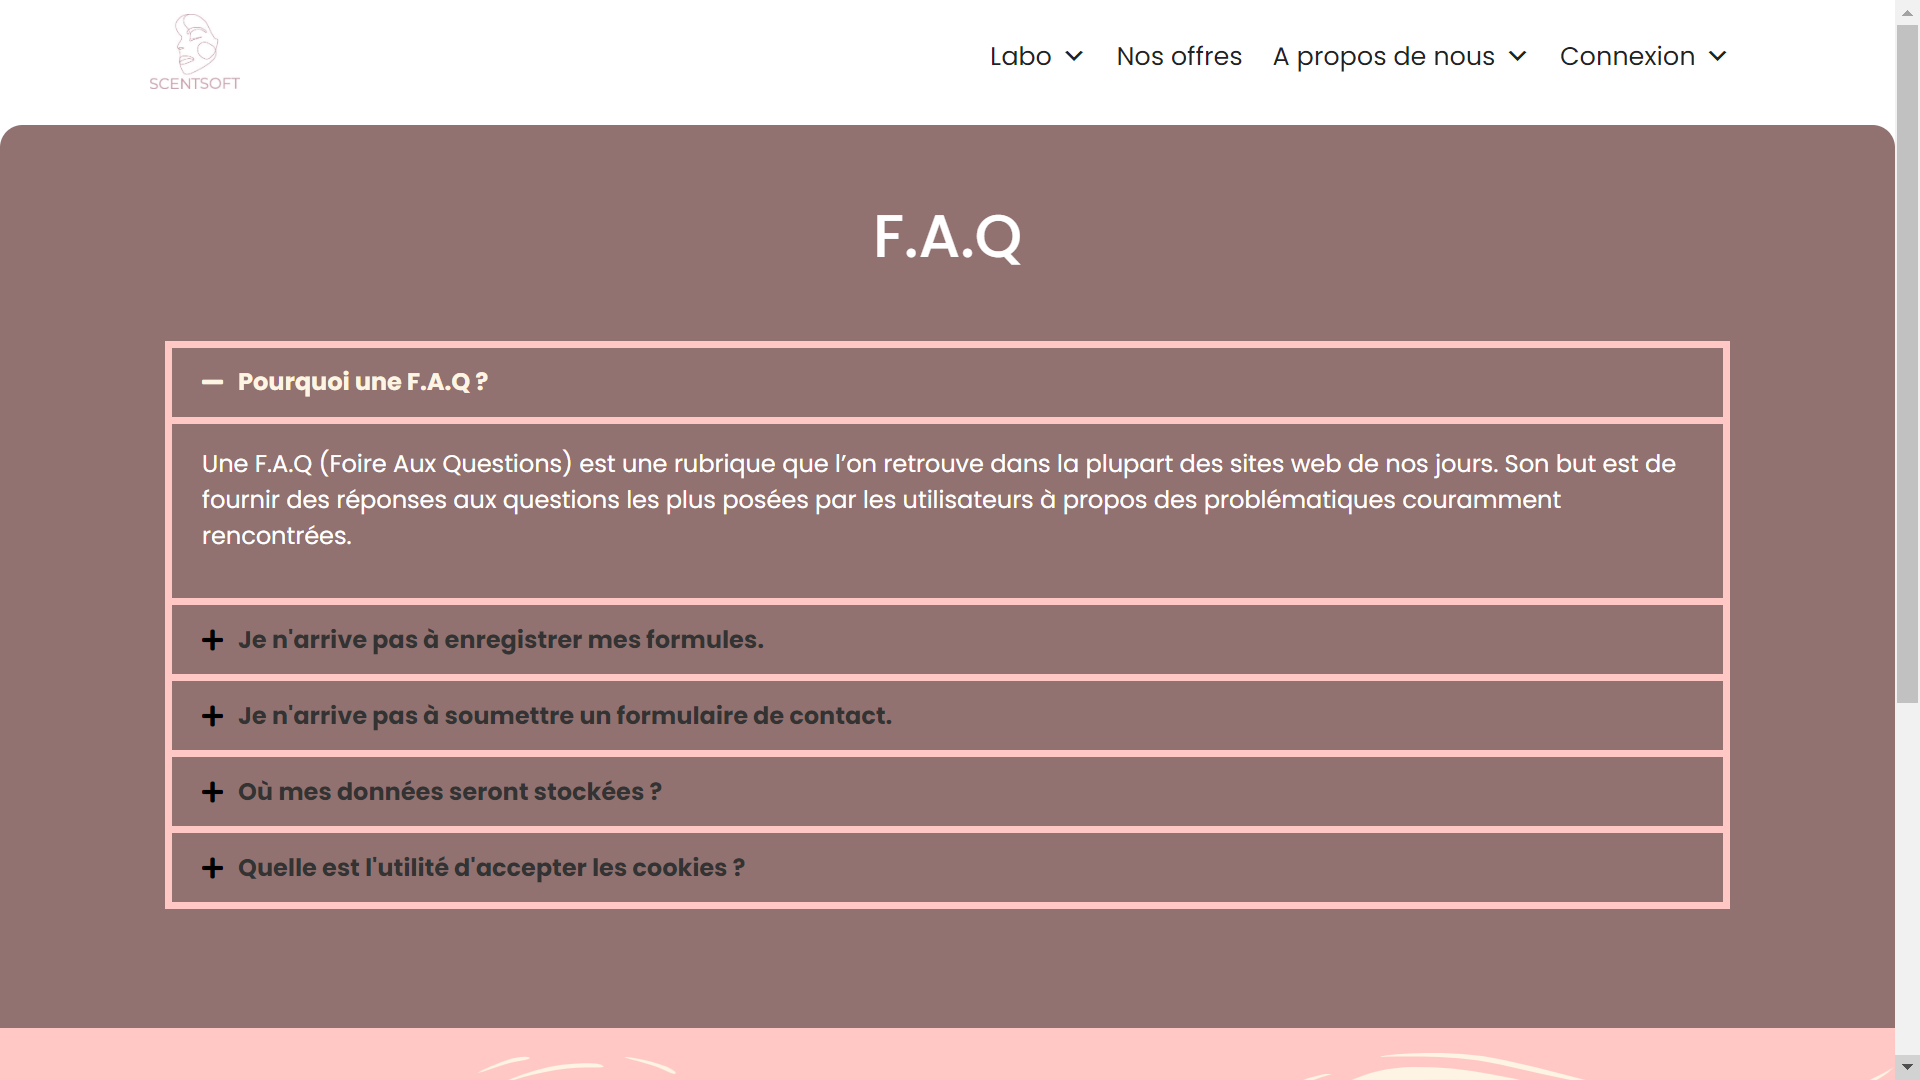 SCENTSOFT
Labo
Nos offres
A propos de nous
Connexion
F.A.Q
Pourquoi une F.A.Q ?
Une F.A.Q (Foire Aux Questions) est une rubrique que l’on retrouve dans la plupart des sites web de nos jours. Son but est de
fournir des réponses aux questions les plus posées par les utilisateurs à propos des problématiques couramment
rencontrées.
Je n'arrive pas à enregistrer mes formules.
Je n'arrive pas à soumettre un formulaire de contact.
Où mes données seront stockées ?
Quelle est l'utilité d'accepter les cookies ?